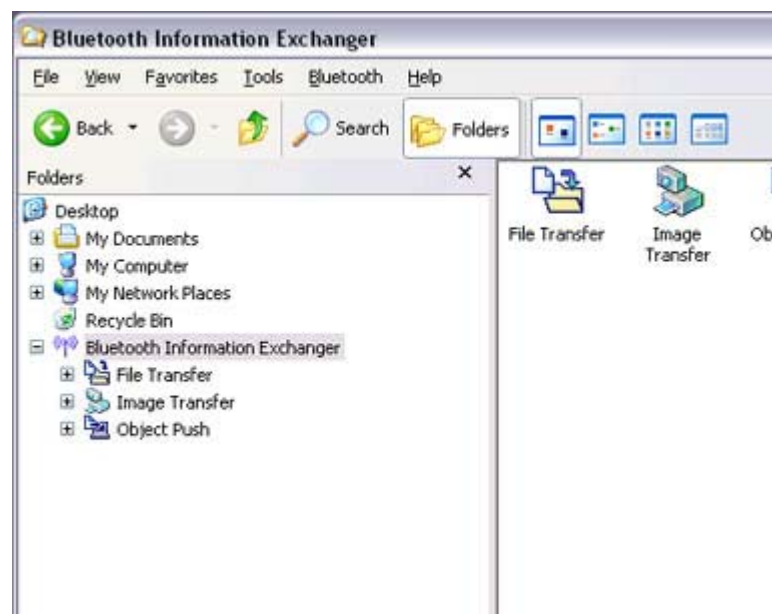 Bluetooth Information Exchanger
File View Favorites Tools Bluetooth Help
Back Search Folders
Folders
Desktop
My Documents
My Computer
My Network Places
Recycle Bin
Bluetooth Information Exchanger
File Transfer
Image Transfer
Object Push
File Transfer Image Ob
Transfer